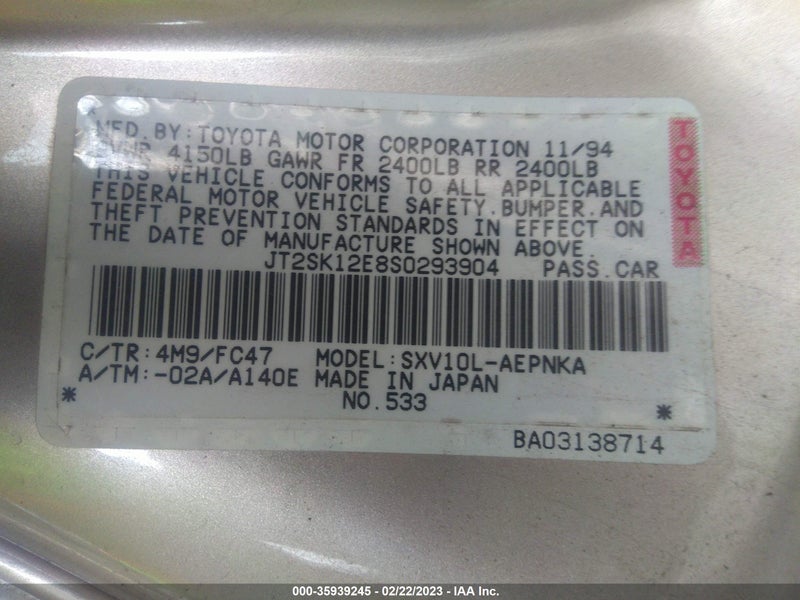 MFD.BY:TOYOTA MOTOR CORPORATION 11/94
GVWR 4150LB GAWR FR 2400LB RR 2400LB
THIS VEHICLE CONFORMS TO ALL APPLICABLE
FEDERAL MOTOR VEHICLE SAFETY.BUMPER.AND
THEFT PREVENTION STANDARDS IN EFFECT ON
THE DATE OF MANUFACTURE SHOWN ABOVE.
JT2SK12E8S0293904 PASS.CAR
C/TR:4M9/FC47 MODEL:SXV10L-AEPNKA
A/TM:-02A/A140E MADE IN JAPAN
* NO.533 *
BA03138714
TOYOTA
000-35939245 - 02/22/2023 - IAA Inc.